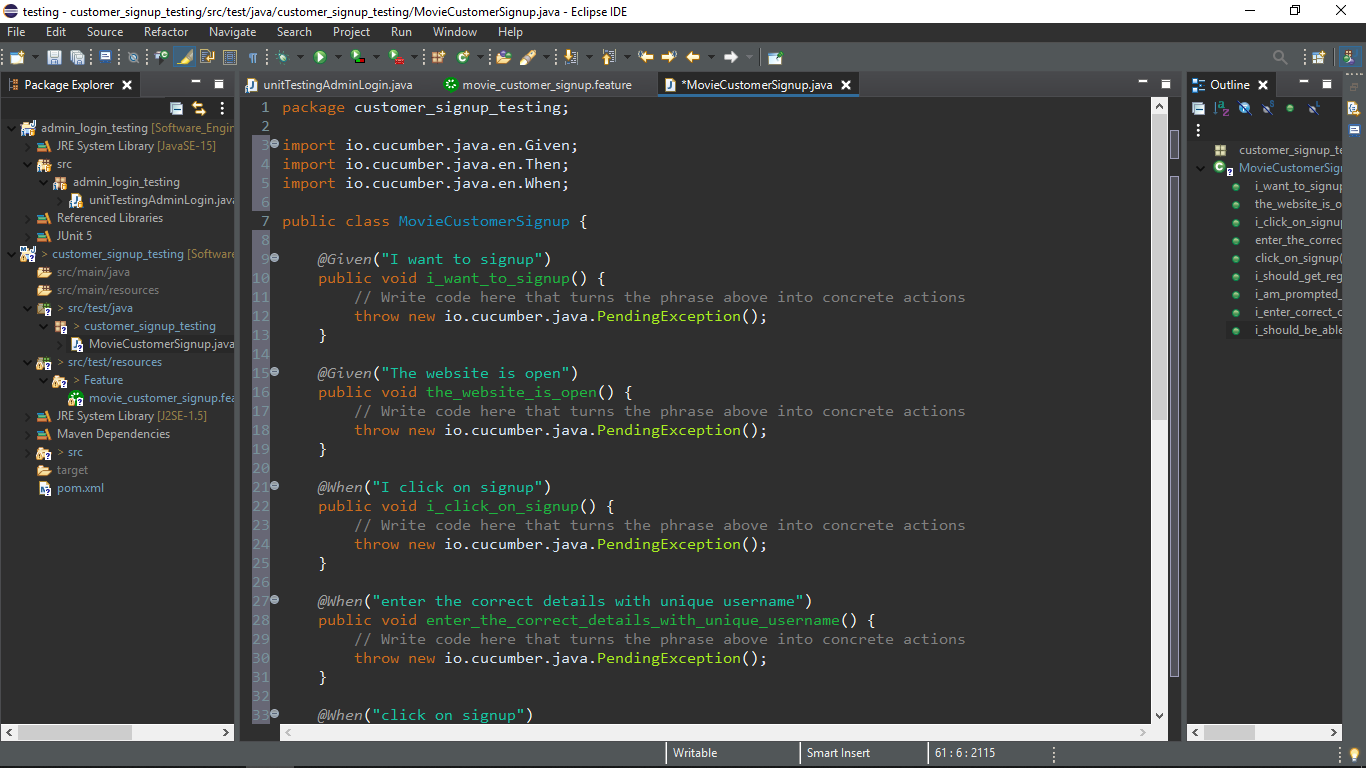 testing - customer_signup_testing/src/test/java/customer_signup_testing/MovieCustomerSignup.java - Eclipse IDE
File Edit Source Refactor Navigate Search Project Run Window Help
Package Explorer
unitTestingAdminLogin.java movie_customer_signup.feature *MovieCustomerSignup.java
Outline
admin_login_testing [Software_Engin
JRE System Library [JavaSE-15]
src
admin_login_testing
unitTestingAdminLogin.java
Referenced Libraries
JUnit 5
> customer_signup_testing [Software
src/main/java
src/main/resources
> src/test/java
> customer_signup_testing
MovieCustomerSignup.java
> src/test/resources
> Feature
movie_customer_signup.fea
JRE System Library [J2SE-1.5]
Maven Dependencies
> src
target
pom.xml
1 package customer_signup_testing;
2
3 import io.cucumber.java.en.Given;
4 import io.cucumber.java.en.Then;
5 import io.cucumber.java.en.When;
6
7 public class MovieCustomerSignup {
8
9 @Given("I want to signup")
10 public void i_want_to_signup() {
11 // Write code here that turns the phrase above into concrete actions
12 throw new io.cucumber.java.PendingException();
13 }
14
15 @Given("The website is open")
16 public void the_website_is_open() {
17 // Write code here that turns the phrase above into concrete actions
18 throw new io.cucumber.java.PendingException();
19 }
20
21 @When("I click on signup")
22 public void i_click_on_signup() {
23 // Write code here that turns the phrase above into concrete actions
24 throw new io.cucumber.java.PendingException();
25 }
26
27 @When("enter the correct details with unique username")
28 public void enter_the_correct_details_with_unique_username() {
29 // Write code here that turns the phrase above into concrete actions
30 throw new io.cucumber.java.PendingException();
31 }
32
33 @When("click on signup")
customer_signup_te
MovieCustomerSig
i_want_to_signup
the_website_is_o
i_click_on_signu
enter_the_correc
click_on_signup(
i_should_get_reg
i_am_prompted_
i_enter_correct_c
i_should_be_able
Writable Smart Insert 61 : 6 : 2115